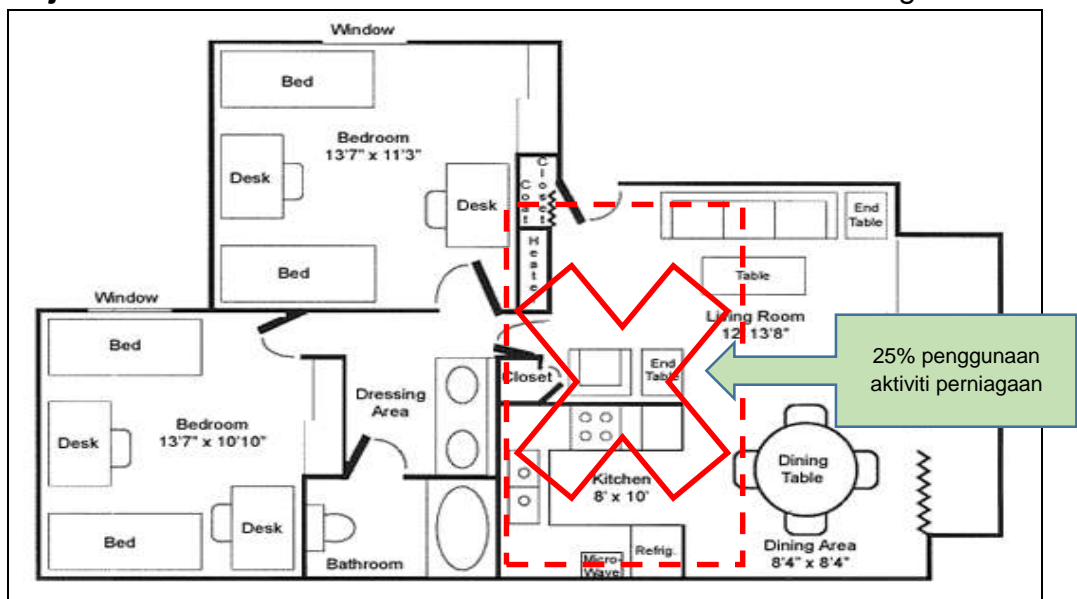 Window
Bed
Bedroom
13'7" x 11'3"
Desk
Desk
Coat
Closet
Heater
End
Table
Bed
Table
Window
Living Room
Bed
25% penggunaan
aktiviti perniagaan
Closet
End
Table
Dressing
Area
Bedroom
13'7" x 10'10"
Desk
Dining
Table
Kitchen
8' x 10'
Desk
Bed
Bathroom
Micro-
Wave
Refrig.
Dining Area
8'4" x 8'4"